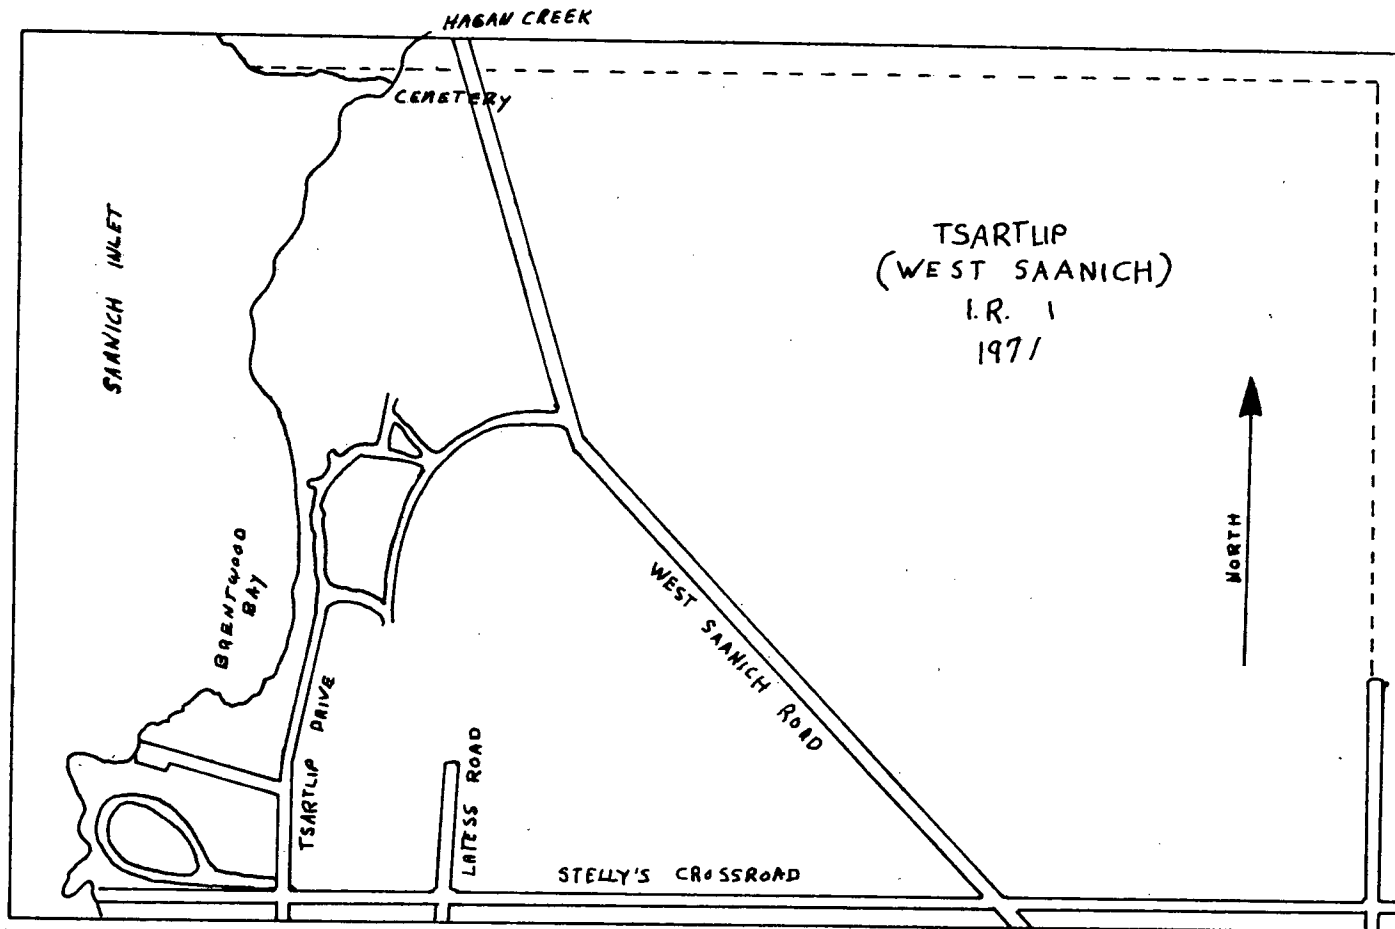 HAGAN CREEK
CEMETERY
SAANICH INLET
TSARTLIP
(WEST SAANICH)
I.R. 1
1971
NORTH
BRENTWOOD
BAY
WEST SAANICH ROAD
TSARTLIP DRIVE
LATESS ROAD
STELLY'S CROSSROAD